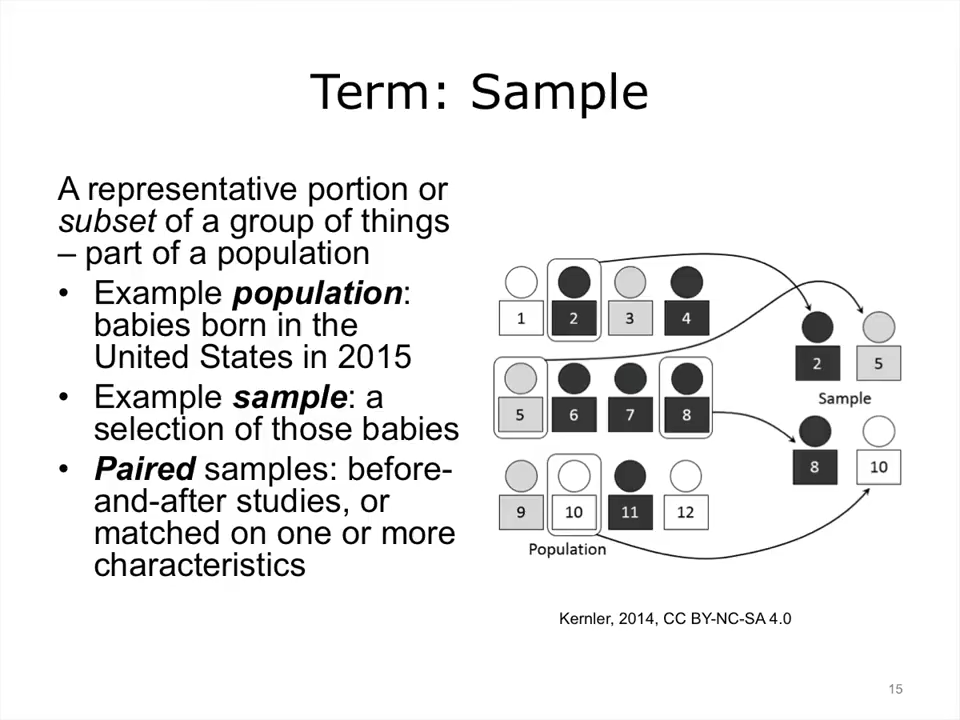 Term: Sample
A representative portion or
subset of a group of things
– part of a population
• Example population:
babies born in the
United States in 2015
• Example sample: a
selection of those babies
• Paired samples: before-
and-after studies, or
matched on one or more
characteristics
1 2 3 4
5 6 7 8
9 10 11 12
Population
2 5
Sample
8 10
Kernler, 2014, CC BY-NC-SA 4.0
15